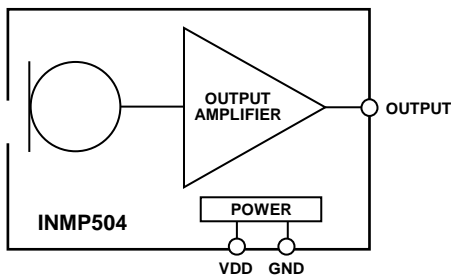 OUTPUT
AMPLIFIER
OUTPUT
POWER
INMP504
VDD GND